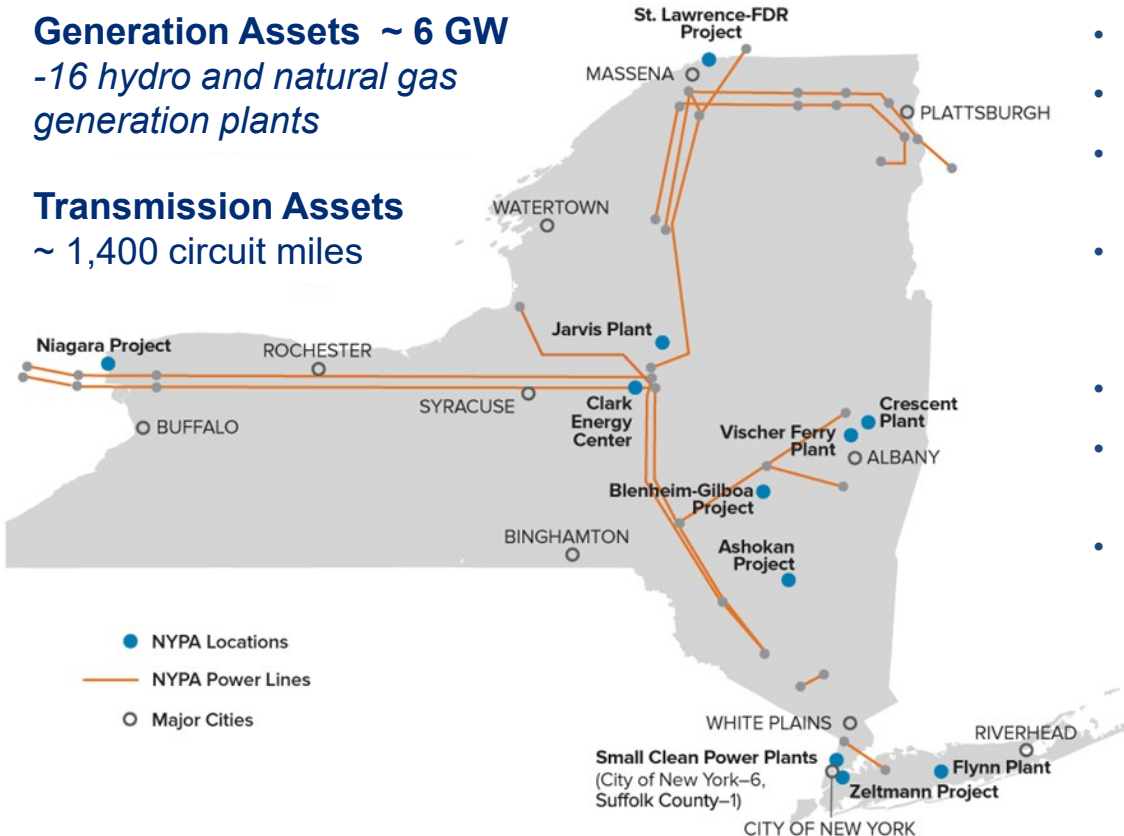 Generation Assets ~ 6 GW
-16 hydro and natural gas
generation plants
Transmission Assets
~ 1,400 circuit miles
St. Lawrence-FDR
Project
MASSENA
PLATTSBURGH
WATERTOWN
Jarvis Plant
Niagara Project
ROCHESTER
SYRACUSE
Clark
Energy
Center
BUFFALO
Crescent
Plant
Vischer Ferry
Plant
ALBANY
Blenheim-Gilboa
Project
BINGHAMTON
Ashokan
Project
NYPA Locations
NYPA Power Lines
Major Cities
WHITE PLAINS
RIVERHEAD
Small Clean Power Plants
(City of New York–6,
Suffolk County–1)
Flynn Plant
Zeltmann Project
CITY OF NEW YORK